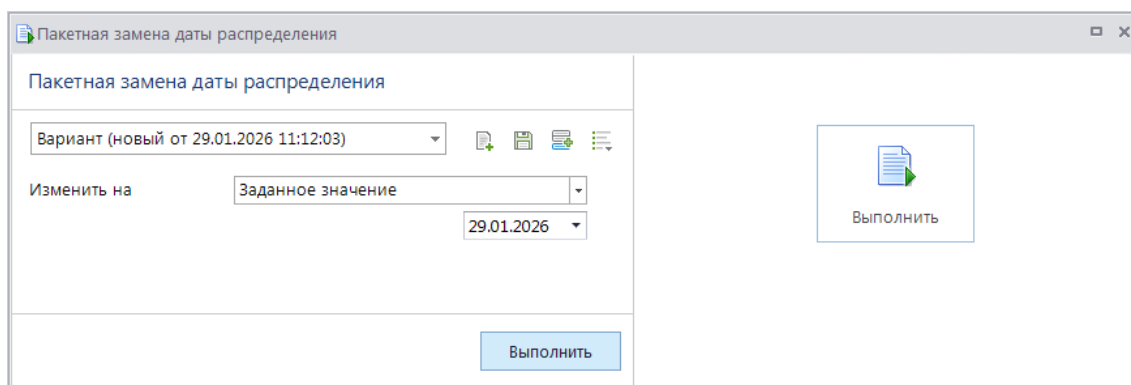 Пакетная замена даты распределения
Пакетная замена даты распределения
Вариант (новый от 29.01.2026 11:12:03)
Изменить на
Заданное значение
29.01.2026
Выполнить
Выполнить